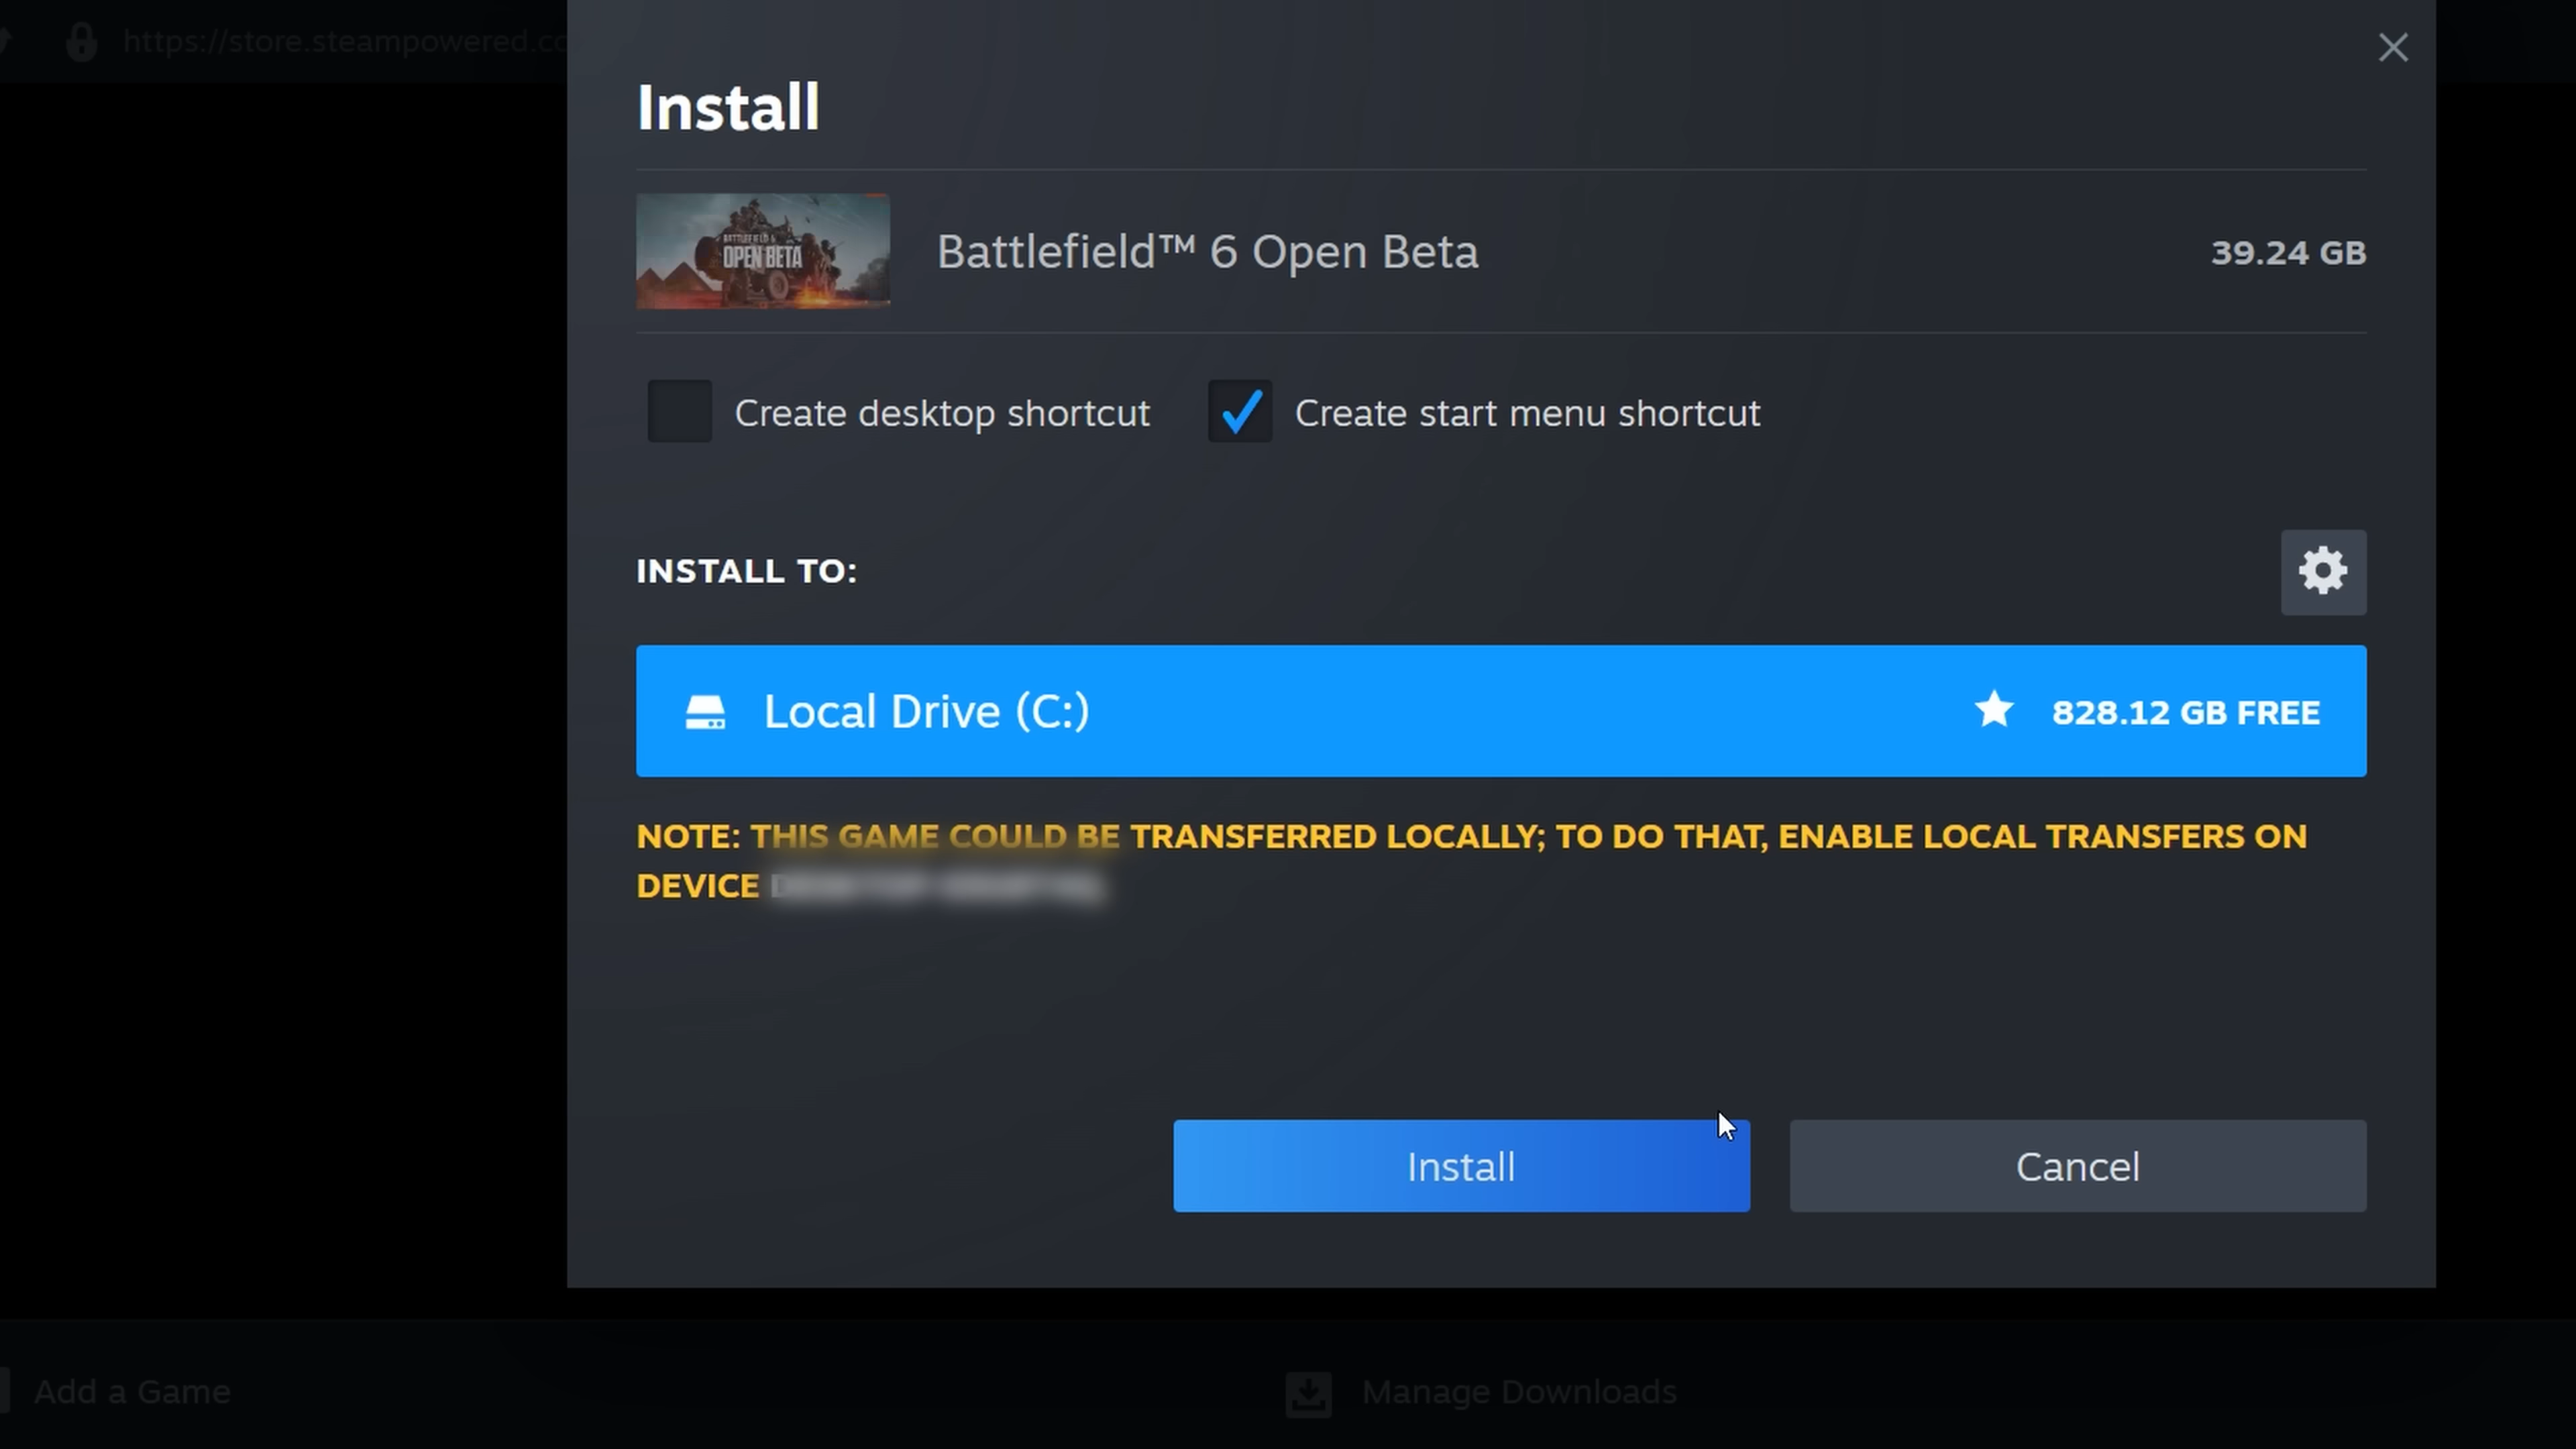 https://store.steampowered.co
Install
BATTLEFIELD 6
OPEN BETA
Battlefield™ 6 Open Beta
39.24 GB
Create desktop shortcut
Create start menu shortcut
INSTALL TO:
Local Drive (C:)
828.12 GB FREE
NOTE: THIS GAME COULD BE TRANSFERRED LOCALLY; TO DO THAT, ENABLE LOCAL TRANSFERS ON
DEVICE
Install
Cancel
Add a Game
Manage Downloads